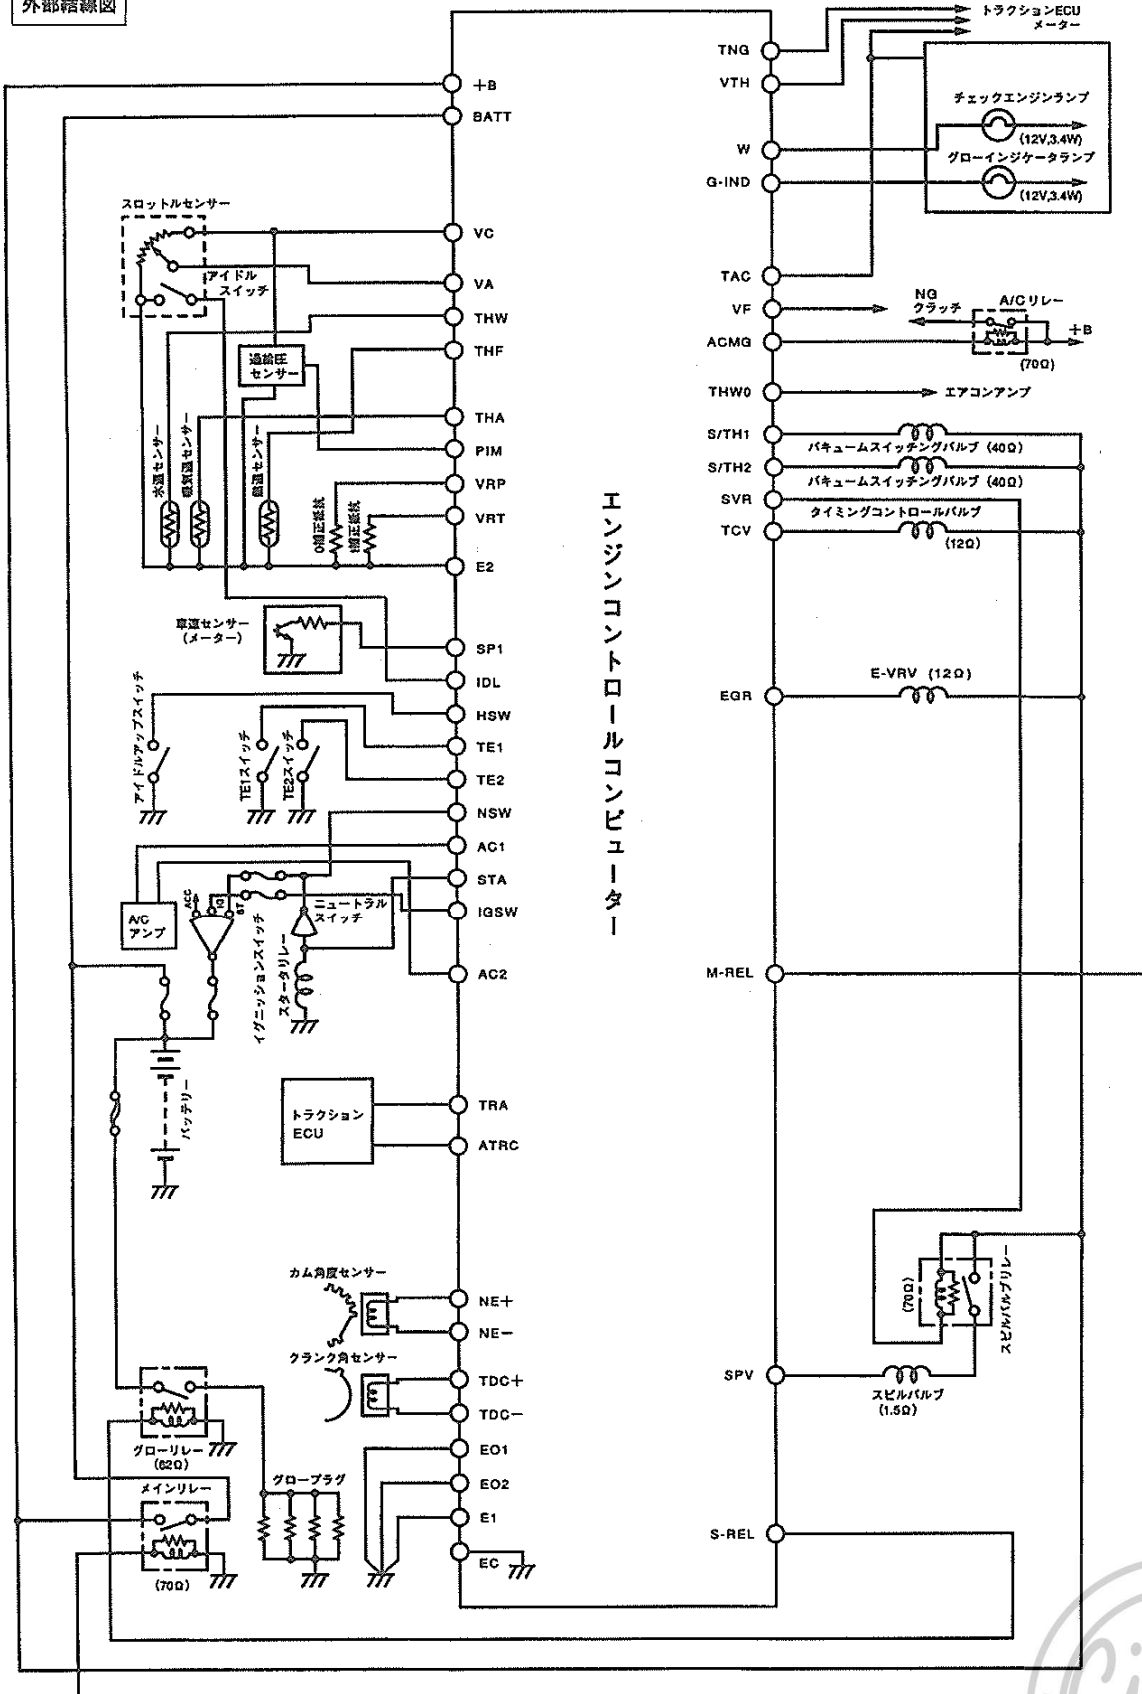 外部結線図
トラクションECU
メーター
TNG
VTH
チェックエンジンランプ
(12V,3.4W)
W
グローインジケータランプ
G-IND
(12V,3.4W)
+B
BATT
スロットルセンサー
VC
アイドル
スイッチ
VA
THW
過給圧
センサー
THF
THA
PIM
水温センサー
吸気温センサー
燃温センサー
VRP
VRT
θ補正抵抗
τ補正抵抗
E2
TAC
VF
NG
クラッチ
A/Cリレー
+B
ACMG
(70Ω)
THW0
エアコンアンプ
S/TH1
バキュームスイッチングバルブ (40Ω)
S/TH2
バキュームスイッチングバルブ (40Ω)
SVR
タイミングコントロールバルブ
TCV
(12Ω)
エンジンコントロールコンピューター
車速センサー
(メーター)
SP1
IDL
E-VRV (12Ω)
EGR
アイドルアップスイッチ
HSW
TE1スイッチ
TE2スイッチ
TE1
TE2
NSW
AC1
STA
IGSW
AC2
A/C
アンプ
ACC
IG
ST
ニュートラル
スイッチ
イグニッションスイッチ
スタータリレー
M-REL
バッテリー
トラクション
ECU
TRA
ATRC
カム角度センサー
NE+
NE−
クランク角センサー
TDC+
TDC−
(70Ω)
スピルバルブリレー
SPV
スピルバルブ
(1.5Ω)
グローリレー
(62Ω)
グロープラグ
EO1
EO2
E1
EC
メインリレー
(70Ω)
S-REL